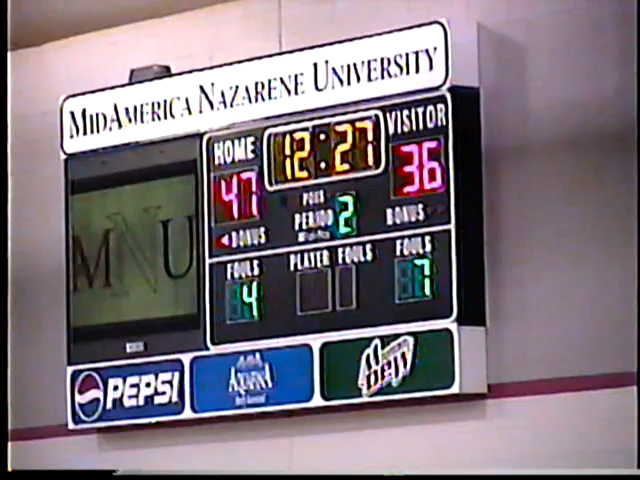 MIDAMERICA NAZARENE UNIVERSITY
HOME 12:27 VISITOR
47 36
POSS
PERIOD 2
◄BONUS BONUS
FOULS PLAYER FOULS FOULS
4 7
MNU
PEPSI AQUAFINA Mountain Dew